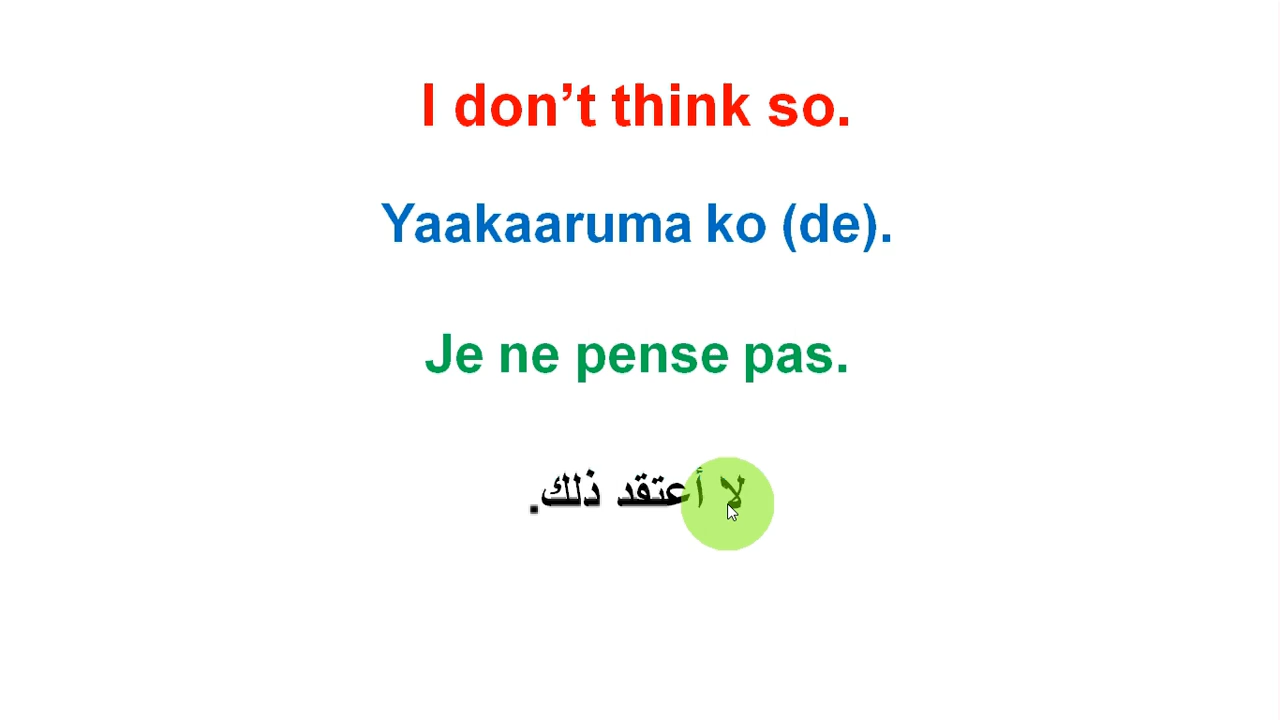 I don’t think so.
Yaakaaruma ko (de).
Je ne pense pas.
لا أعتقد ذلك.